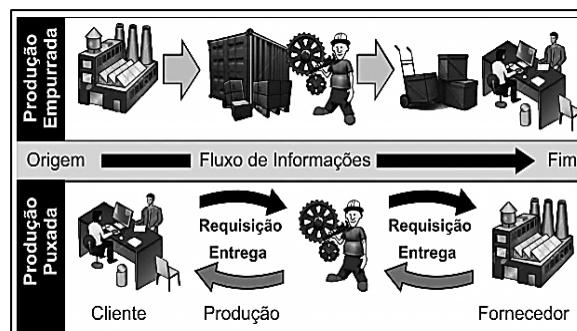 Produção
Empurrada
Origem
Fluxo de Informações
Fim
Produção
Puxada
Requisição
Entrega
Requisição
Entrega
Cliente
Produção
Fornecedor